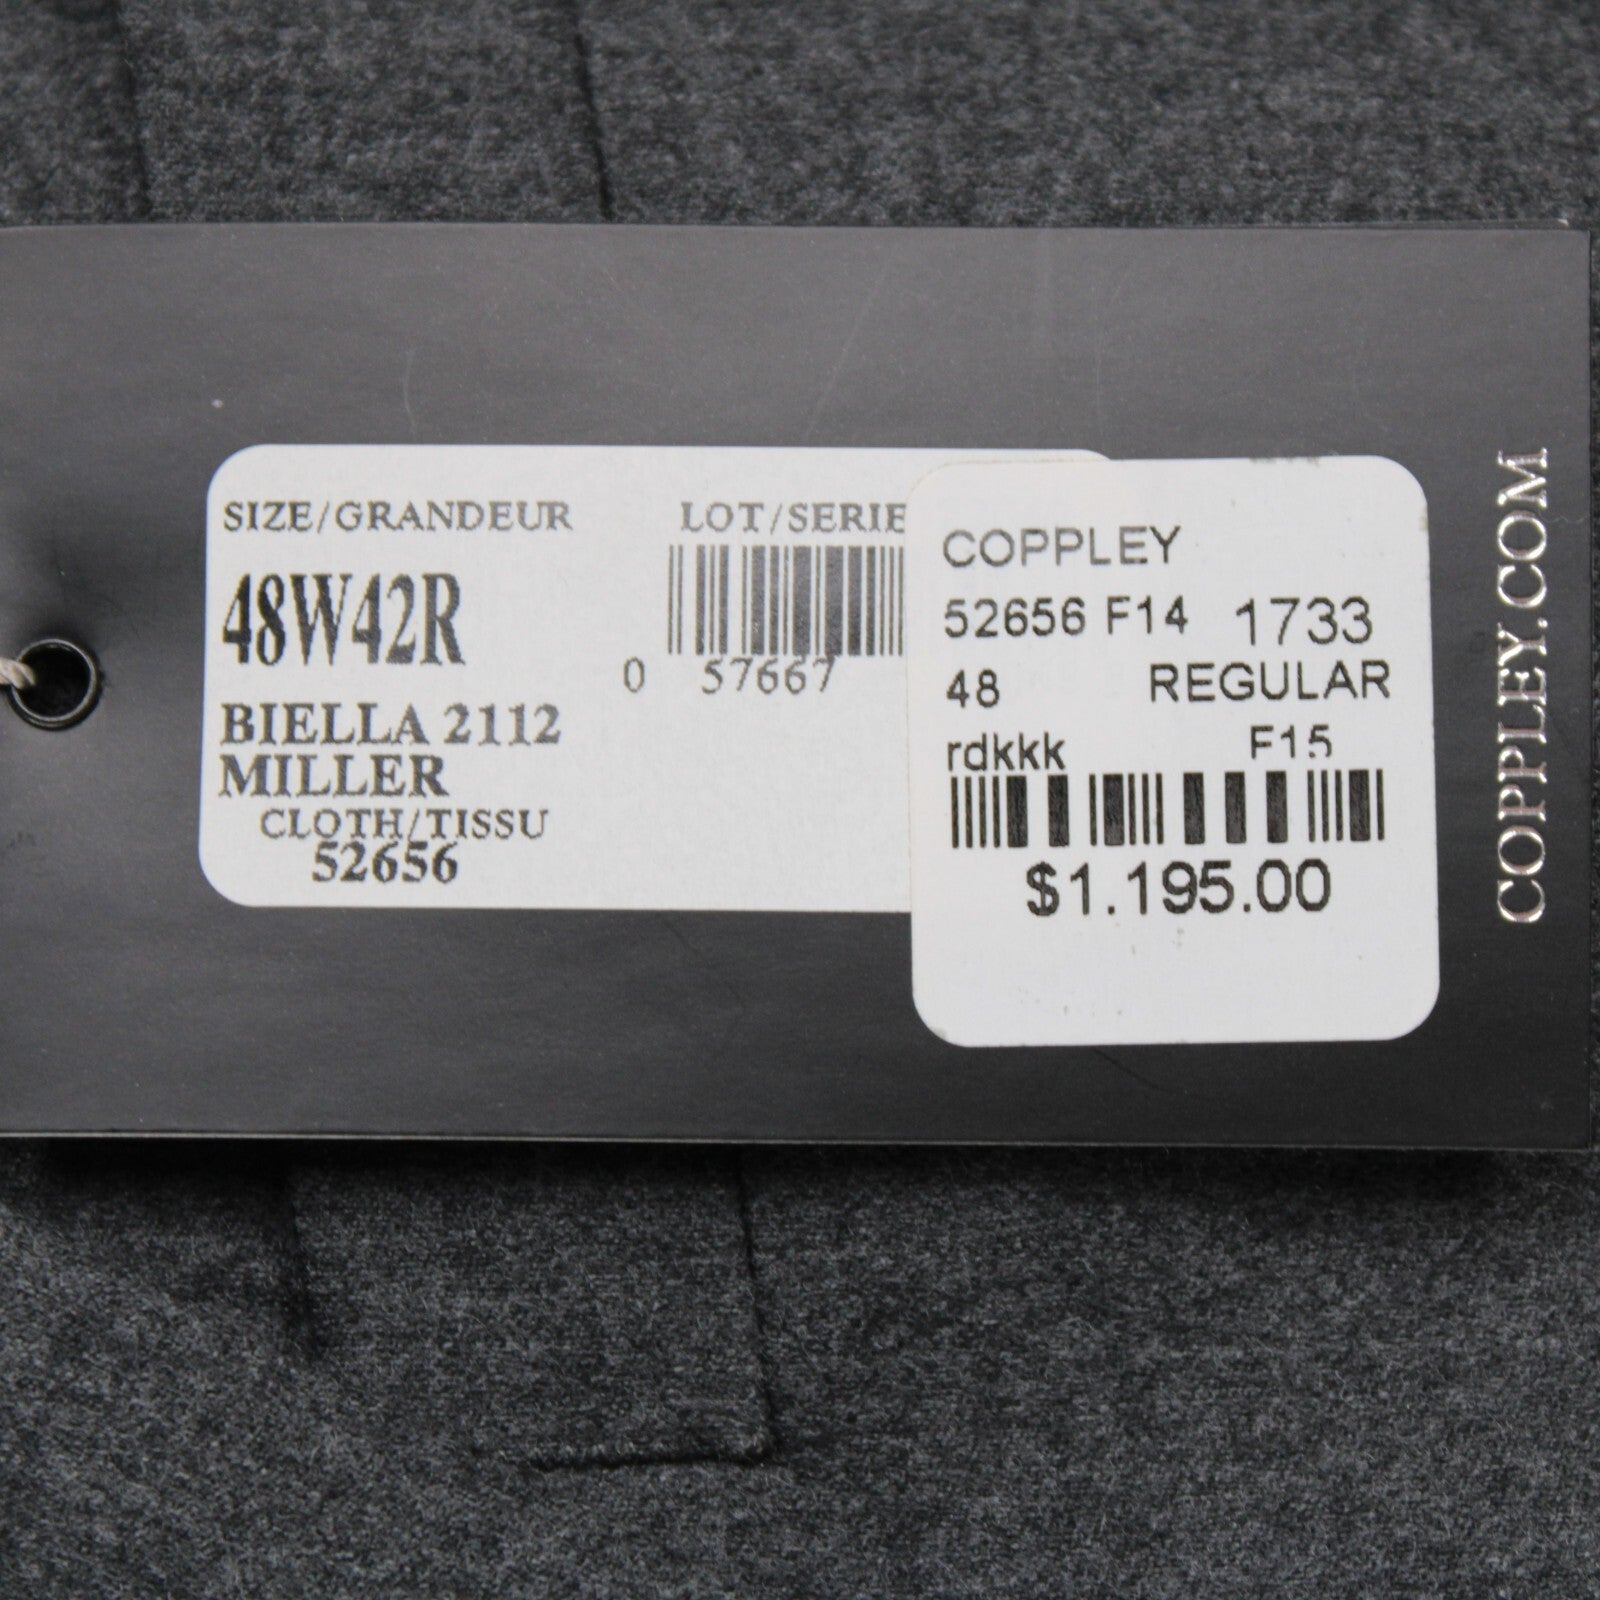 SIZE/GRANDEUR
48W42R
BIELLA 2112
MILLER
CLOTH/TISSU
52656
LOT/SERIE
0 57667
COPPLEY
52656 F14 1733
48 REGULAR
rdkkk F15
$1.195.00
COPPLEY.COM